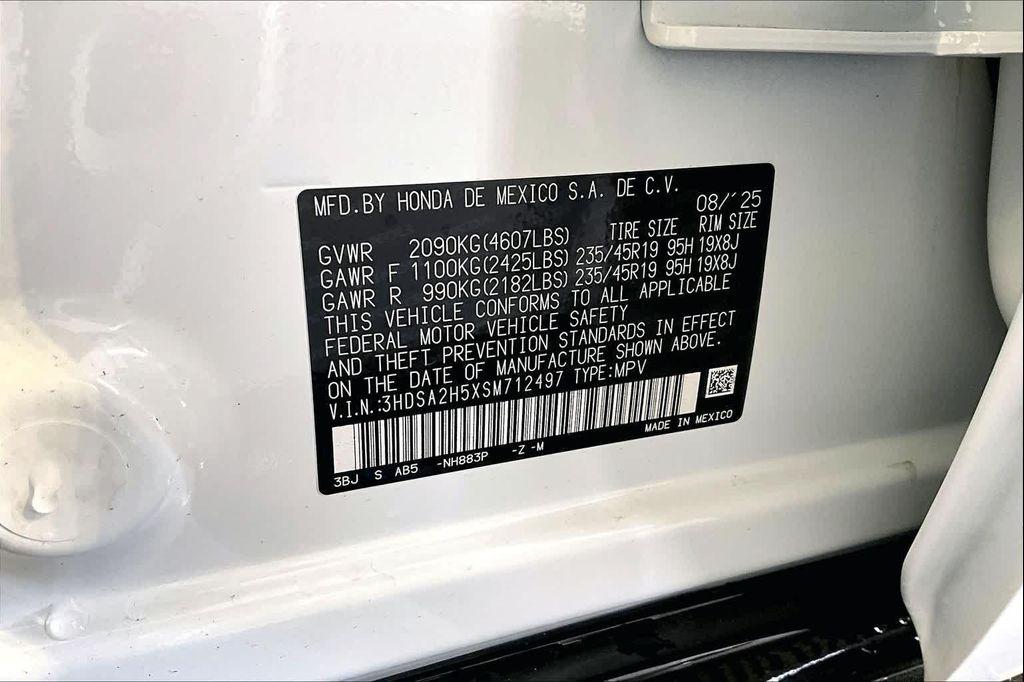 MFD.BY HONDA DE MEXICO S.A. DE C.V.
08/'25
GVWR 2090KG(4607LBS) TIRE SIZE RIM SIZE
GAWR F 1100KG(2425LBS) 235/45R19 95H 19X8J
GAWR R 990KG(2182LBS) 235/45R19 95H 19X8J
THIS VEHICLE CONFORMS TO ALL APPLICABLE
FEDERAL MOTOR VEHICLE SAFETY
AND THEFT PREVENTION STANDARDS IN EFFECT
ON THE DATE OF MANUFACTURE SHOWN ABOVE.
V.I.N.:3HDSA2H5XSM712497 TYPE:MPV
MADE IN MEXICO
3BJ S AB5 -NH883P -Z -M